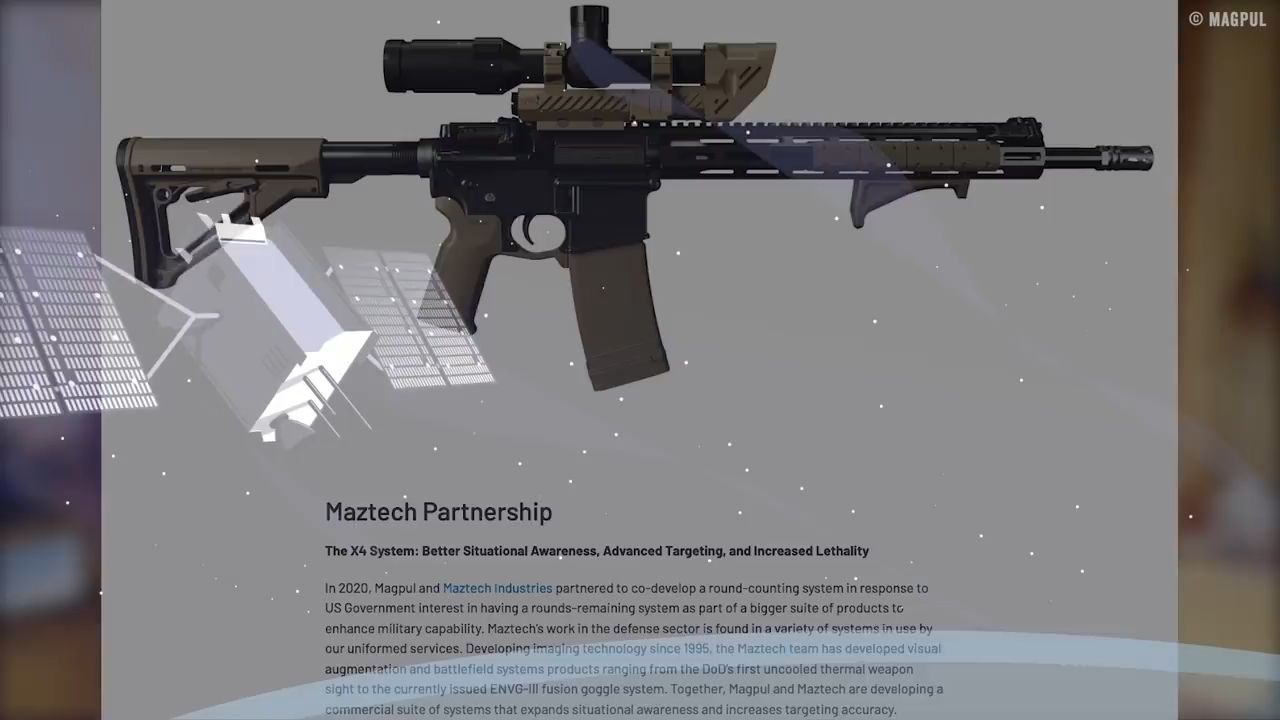 © MAGPUL
Maztech Partnership
The X4 System: Better Situational Awareness, Advanced Targeting, and Increased Lethality
In 2020, Magpul and Maztech Industries partnered to co-develop a round-counting system in response to
US Government interest in having a rounds-remaining system as part of a bigger suite of products to
enhance military capability. Maztech's work in the defense sector is found in a variety of systems in use by
our uniformed services. Developing imaging technology since 1995, the Maztech team has developed visual
augmentation and battlefield systems products ranging from the DoD's first uncooled thermal weapon
sight to the currently issued ENVG-III fusion goggle system. Together, Magpul and Maztech are developing a
commercial suite of systems that expands situational awareness and increases targeting accuracy.